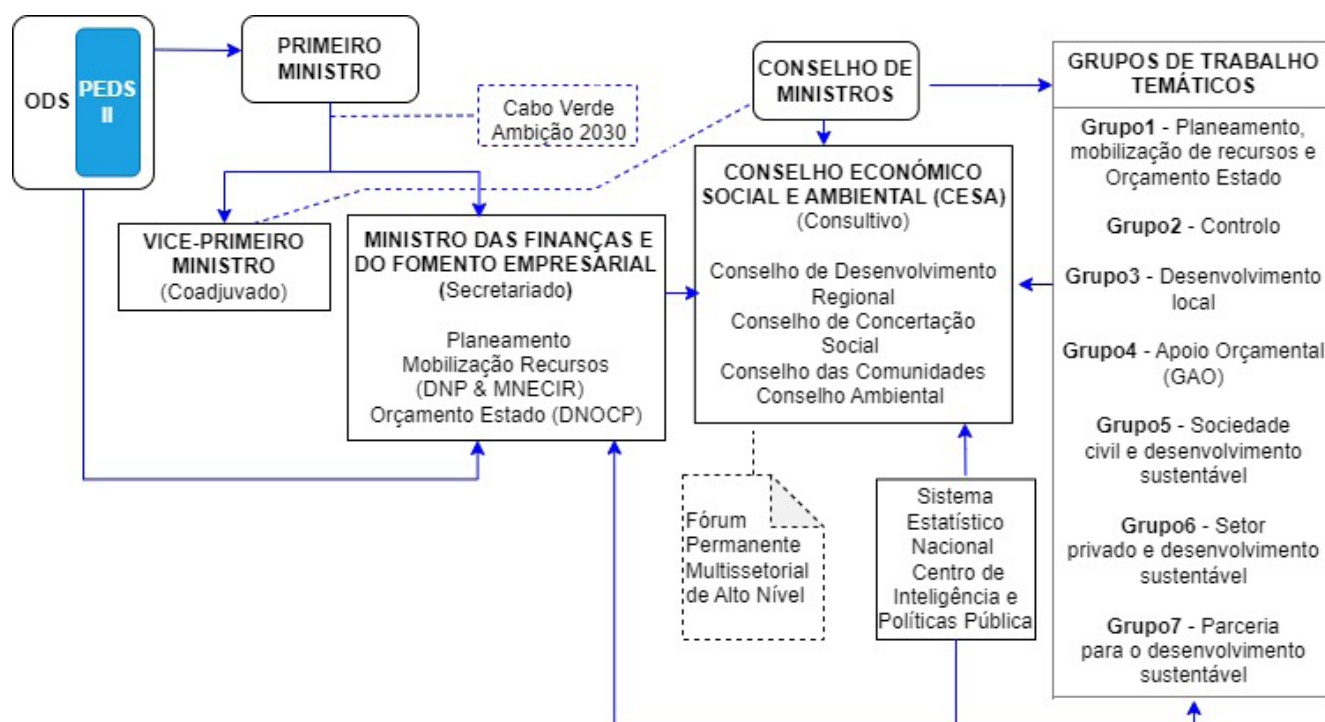 ODS
PEDS
II
PRIMEIRO
MINISTRO
Cabo Verde
Ambição 2030
CONSELHO DE
MINISTROS
GRUPOS DE TRABALHO
TEMÁTICOS
Grupo1 - Planeamento,
mobilização de recursos e
Orçamento Estado
Grupo2 - Controlo
Grupo3 - Desenvolvimento
local
Grupo4 - Apoio Orçamental
(GAO)
Grupo5 - Sociedade
civil e desenvolvimento
sustentável
Grupo6 - Setor
privado e desenvolvimento
sustentável
Grupo7 - Parceria
para o desenvolvimento
sustentável
VICE-PRIMEIRO
MINISTRO
(Coadjuvado)
MINISTRO DAS FINANÇAS E
DO FOMENTO EMPRESARIAL
(Secretariado)
Planeamento
Mobilização Recursos
(DNP & MNECIR)
Orçamento Estado (DNOCP)
CONSELHO ECONÓMICO
SOCIAL E AMBIENTAL (CESA)
(Consultivo)
Conselho de Desenvolvimento
Regional
Conselho de Concertação
Social
Conselho das Comunidades
Conselho Ambiental
Fórum
Permanente
Multissetorial
de Alto Nível
Sistema
Estatístico
Nacional
Centro de
Inteligência e
Políticas Pública